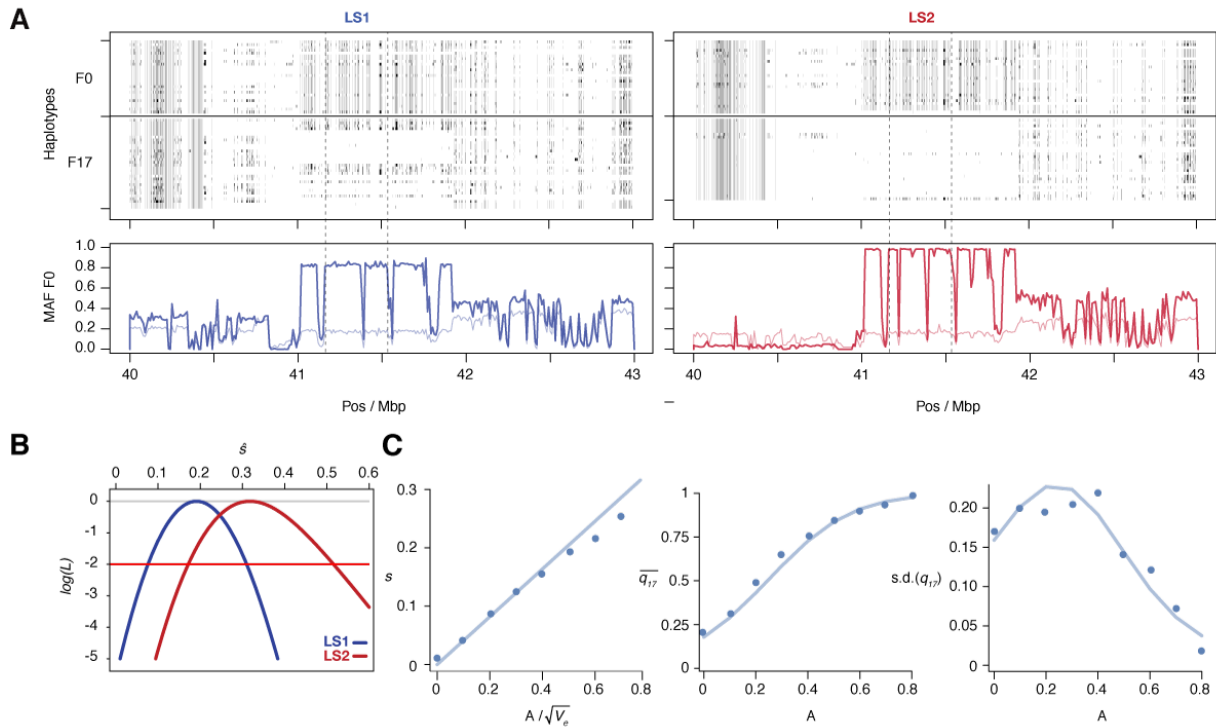 A
LS1
LS2
Haplotypes
F0
F17
MAF F0
1.0
0.8
0.6
0.4
0.2
0.0
40
41
42
43
40
41
42
43
Pos / Mbp
Pos / Mbp
B
ŝ
0
0.1
0.2
0.3
0.4
0.5
0.6
log(L)
0
-1
-2
-3
-4
-5
LS1
LS2
C
s
0.3
0.2
0.1
0
0
0.2
0.4
0.6
0.8
A / √Ve
q17
1
0.75
0.5
0.25
0
0
0.2
0.4
0.6
0.8
A
s.d.(q17)
0.20
0.15
0.10
0.05
0
0
0.2
0.4
0.6
0.8
A